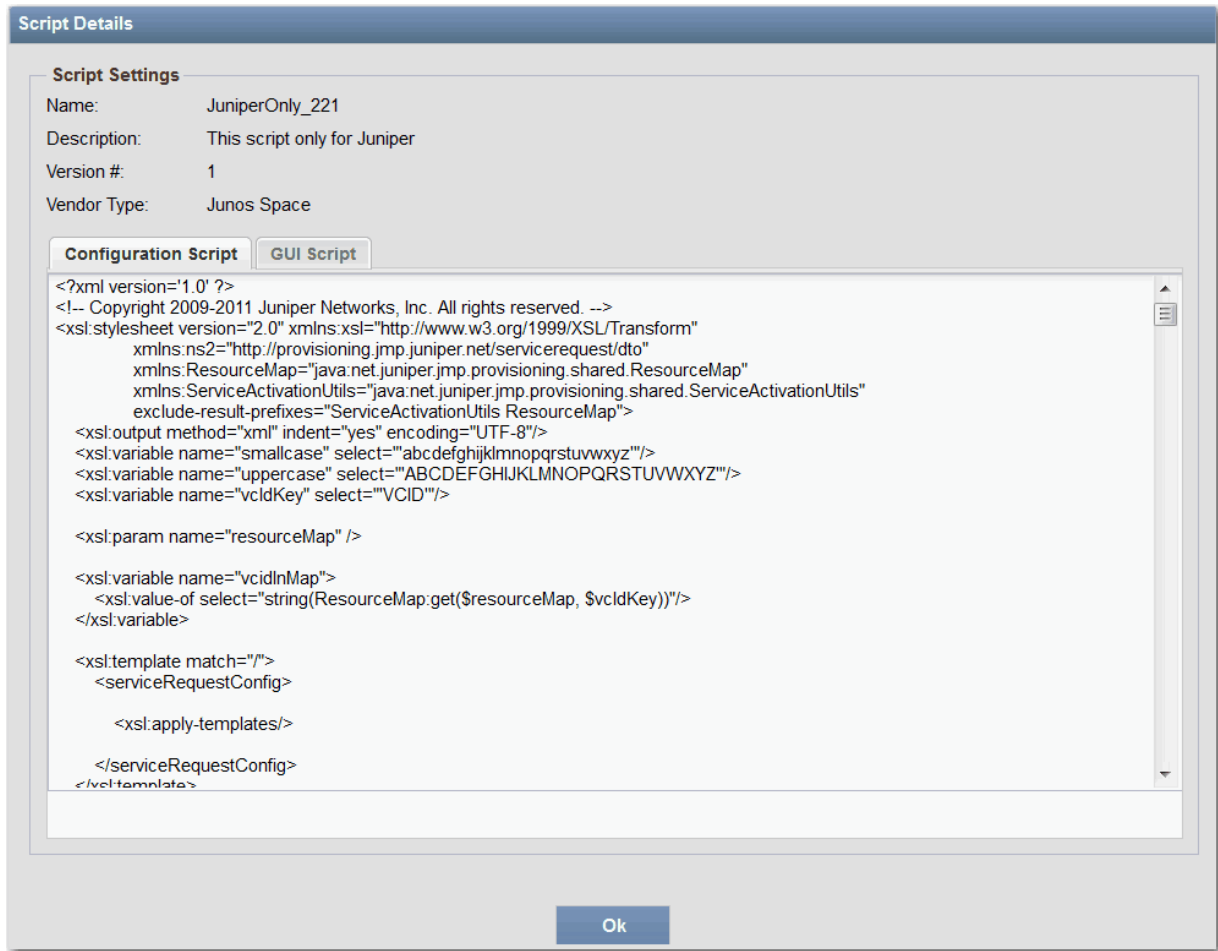 Script Details
Script Settings
Name: JuniperOnly_221
Description: This script only for Juniper
Version #: 1
Vendor Type: Junos Space
Configuration Script GUI Script
<?xml version='1.0' ?>
<!-- Copyright 2009-2011 Juniper Networks, Inc. All rights reserved. -->
<xsl:stylesheet version="2.0" xmlns:xsl="http://www.w3.org/1999/XSL/Transform"
xmlns:ns2="http://provisioning.jmp.juniper.net/servicerequest/dto"
xmlns:ResourceMap="java:net.juniper.jmp.provisioning.shared.ResourceMap"
xmlns:ServiceActivationUtils="java:net.juniper.jmp.provisioning.shared.ServiceActivationUtils"
exclude-result-prefixes="ServiceActivationUtils ResourceMap">
<xsl:output method="xml" indent="yes" encoding="UTF-8"/>
<xsl:variable name="smallcase" select="'abcdefghijklmnopqrstuvwxyz'"/>
<xsl:variable name="uppercase" select="'ABCDEFGHIJKLMNOPQRSTUVWXYZ'"/>
<xsl:variable name="vcIdKey" select="'VCID'"/>
<xsl:param name="resourceMap" />
<xsl:variable name="vcidInMap">
<xsl:value-of select="string(ResourceMap:get($resourceMap, $vcIdKey))"/>
</xsl:variable>
<xsl:template match="/">
<serviceRequestConfig>
<xsl:apply-templates/>
</serviceRequestConfig>
</xsl:template>
Ok